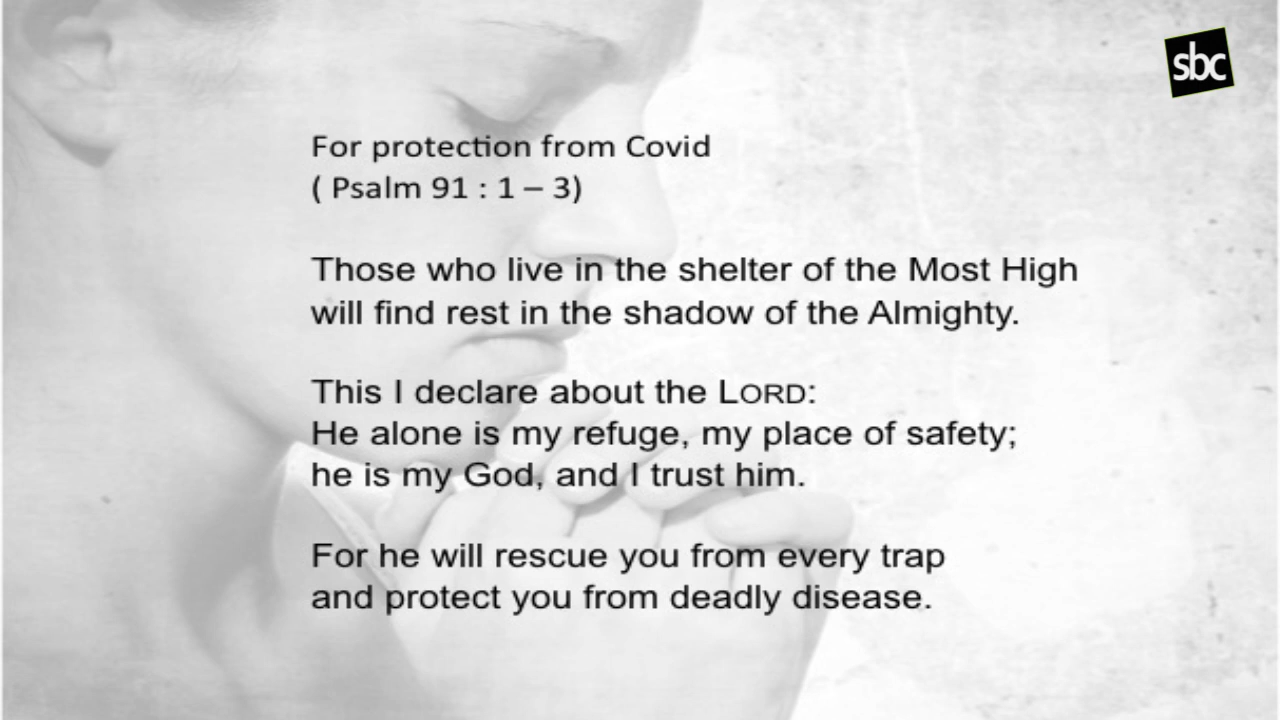 sbc
For protection from Covid
( Psalm 91 : 1 – 3)
Those who live in the shelter of the Most High
will find rest in the shadow of the Almighty.
This I declare about the LORD:
He alone is my refuge, my place of safety;
he is my God, and I trust him.
For he will rescue you from every trap
and protect you from deadly disease.